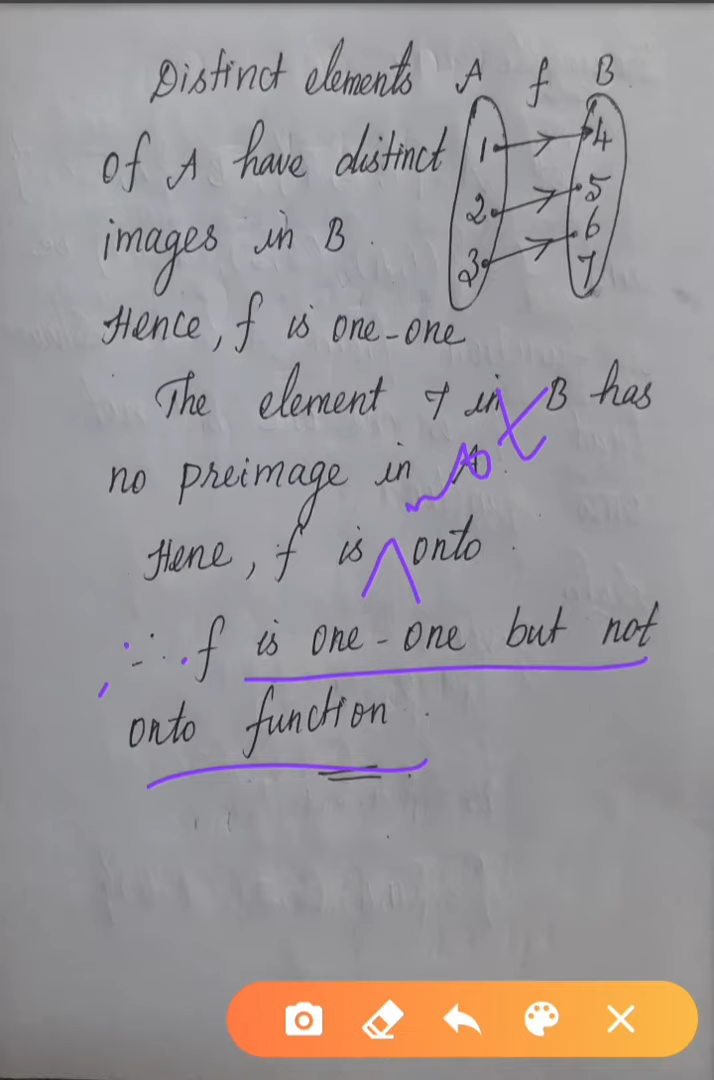 Distinct elements A f B
of A have distinct 1 4
images in B. 2 5
3 6
7
Hence, f is one-one
The element 7 in B has
no preimage in A.
not
Hene, f is onto.
∴ f is one-one but not
onto function.